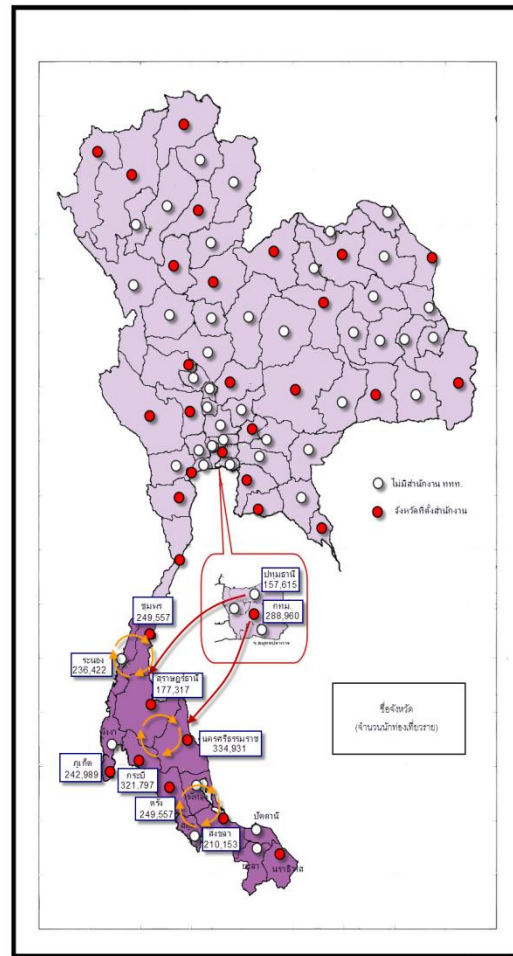 ไม่มีสำนักงาน ททท.
จังหวัดที่ตั้งสำนักงาน
ปทุมธานี
157,615
กทม.
288,960
ชุมพร
249,557
ระนอง
236,422
สุราษฎร์ธานี
177,317
ชื่อจังหวัด
(จำนวนนักท่องเที่ยวราย)
นครศรีธรรมราช
334,931
ภูเก็ต
242,989
กระบี่
321,797
ตรัง
249,557
สงขลา
210,153
ปัตตานี
ยะลา
นราธิวาส